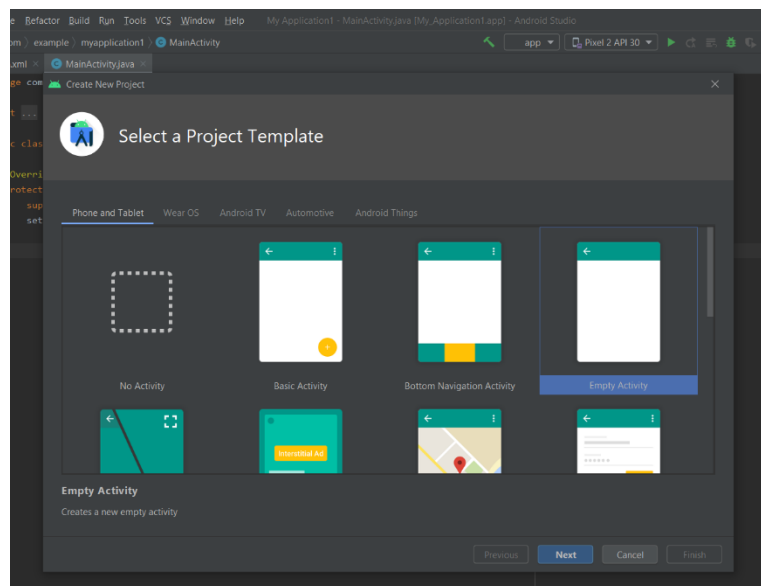 e Refactor Build Run Tools VCS Window Help My Application1 - MainActivity.java [My_Application1.app] - Android Studio
om example myapplication1 MainActivity app Pixel 2 API 30
.xml MainActivity.java
ge com
Create New Project
t ...
c clas
Select a Project Template
Overri
rotect
sup
set
Phone and Tablet Wear OS Android TV Automotive Android Things
No Activity Basic Activity Bottom Navigation Activity Empty Activity
Interstitial Ad
Empty Activity
Creates a new empty activity
Previous Next Cancel Finish